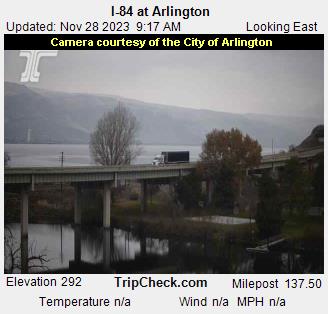 I-84 at Arlington
Updated: Nov 28 2023 9:17 AM Looking East
Camera courtesy of the City of Arlington
Elevation 292 TripCheck.com Milepost 137.50
Temperature n/a Wind n/a MPH n/a